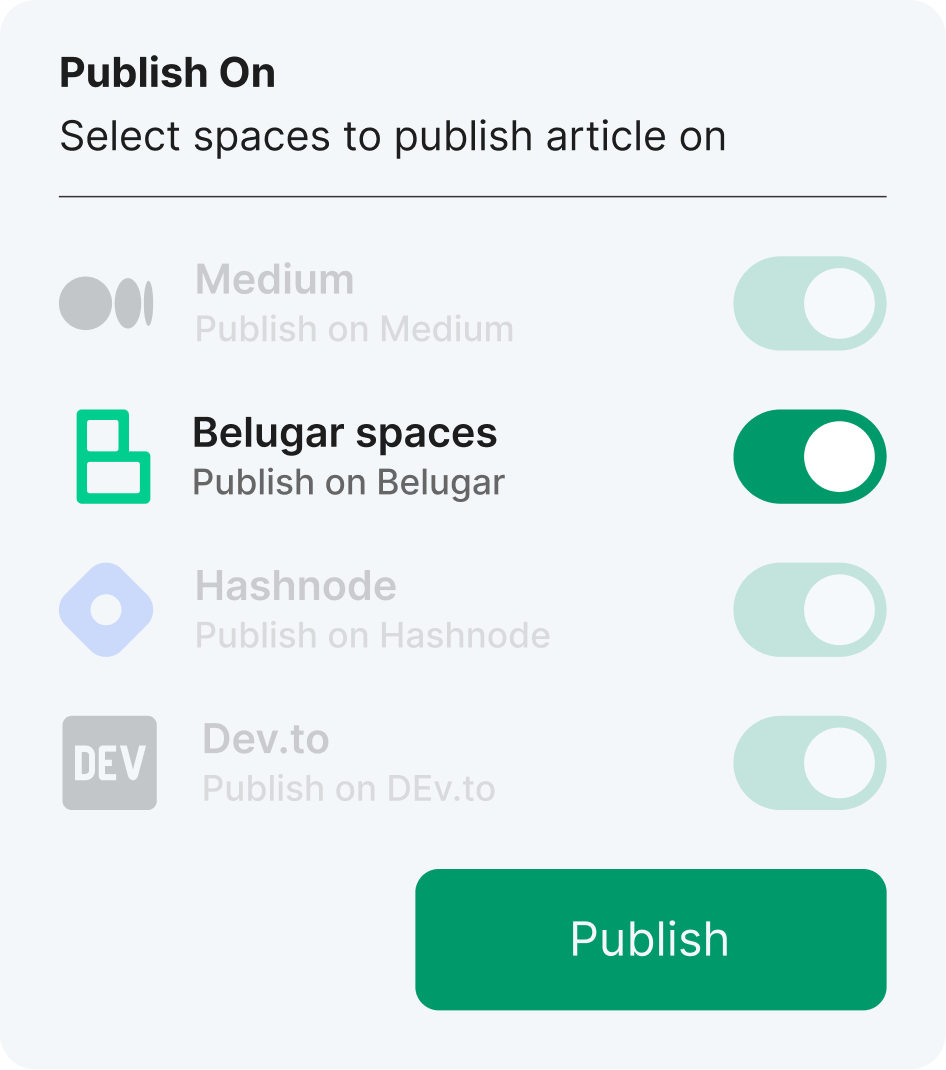 Publish On
Select spaces to publish article on
Medium
Publish on Medium
Belugar spaces
Publish on Belugar
Hashnode
Publish on Hashnode
DEV
Dev.to
Publish on DEv.to
Publish